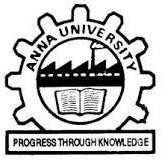 ANNA UNIVERSITY
PROGRESS THROUGH KNOWLEDGE